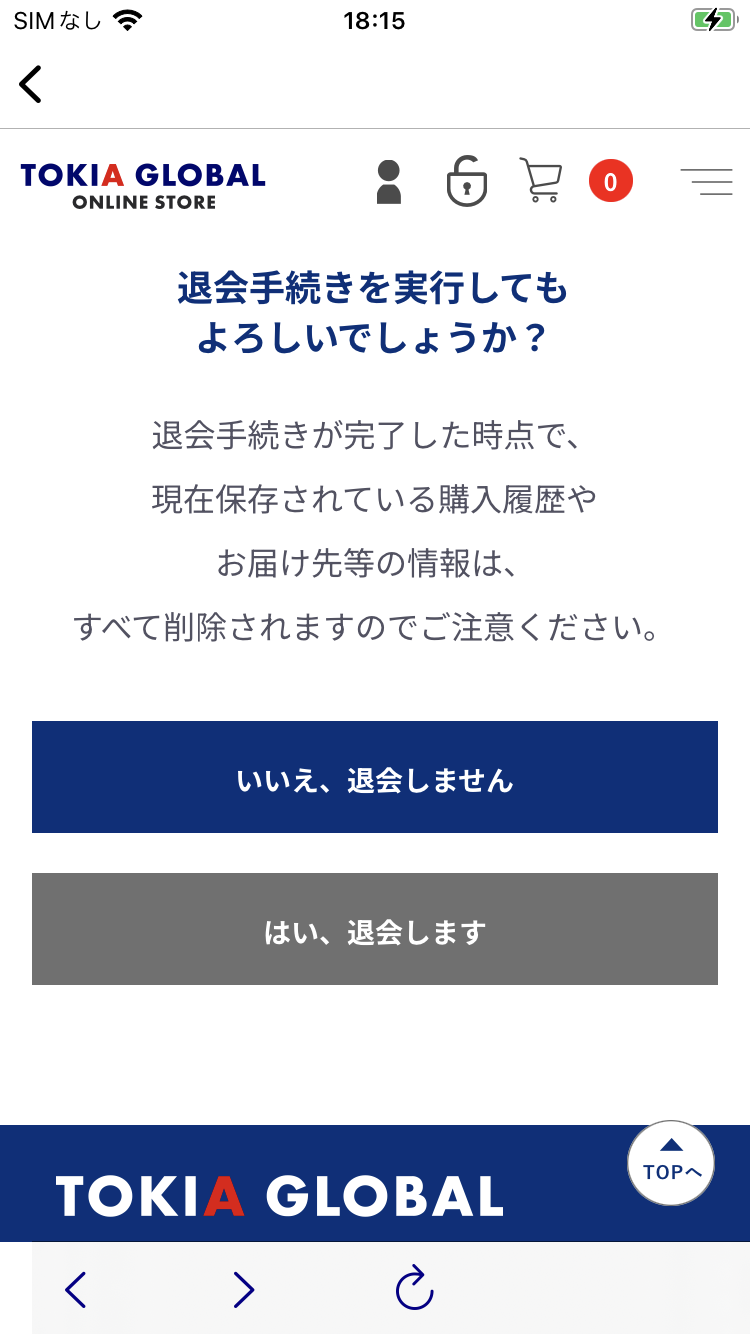 SIMなし
18:15
TOKIA GLOBAL
ONLINE STORE
0
退会手続きを実行しても
よろしいでしょうか？
退会手続きが完了した時点で、
現在保存されている購入履歴や
お届け先等の情報は、
すべて削除されますのでご注意ください。
いいえ、退会しません
はい、退会します
TOPへ
TOKIA GLOBAL